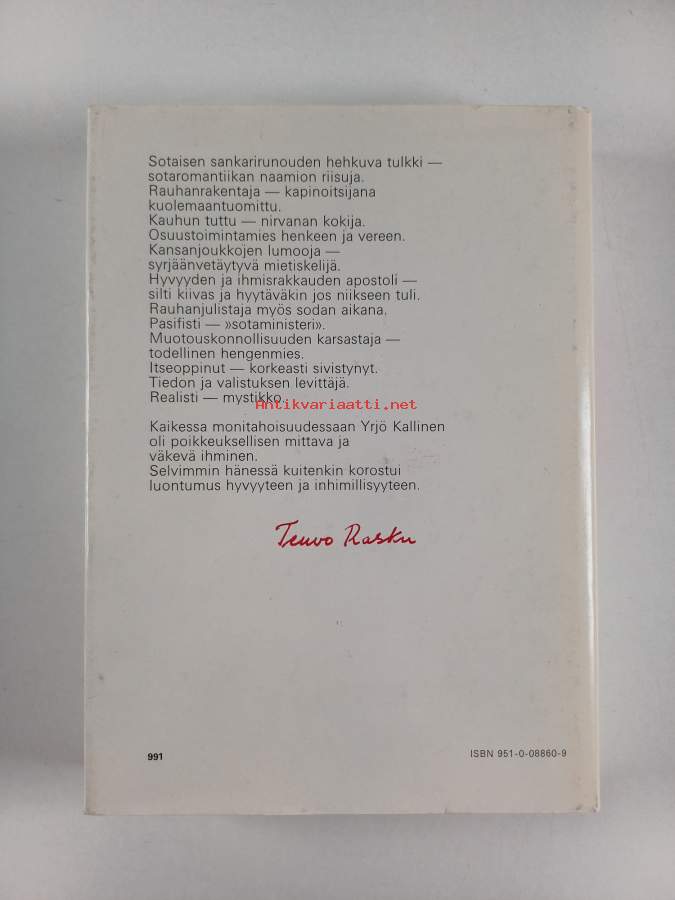 Sotaisen sankarirunouden hehkuva tulkki —
sotaromantiikan naamion riisuja.
Rauhanrakentaja — kapinoitsijana
kuolemaantuomittu.
Kauhun tuttu — nirvanan kokija.
Osuustoimintamies henkeen ja vereen.
Kansanjoukkojen lumooja —
syrjäänvetäytyvä mietiskelijä.
Hyvyyden ja ihmisrakkauden apostoli —
silti kiivas ja hyytäväkin jos niikseen tuli.
Rauhanjulistaja myös sodan aikana.
Pasifisti — »sotaministeri».
Muotouskonnollisuuden karsastaja —
todellinen hengenmies.
Itseoppinut — korkeasti sivistynyt.
Tiedon ja valistuksen levittäjä.
Realisti — mystikko.
Antikvariaatti.net
Kaikessa monitahoisuudessaan Yrjö Kallinen
oli poikkeuksellisen mittava ja
väkevä ihminen.
Selvimmin hänessä kuitenkin korostui
luontumus hyvyyteen ja inhimillisyyteen.
Teuvo Rasku
991
ISBN 951-0-08860-9